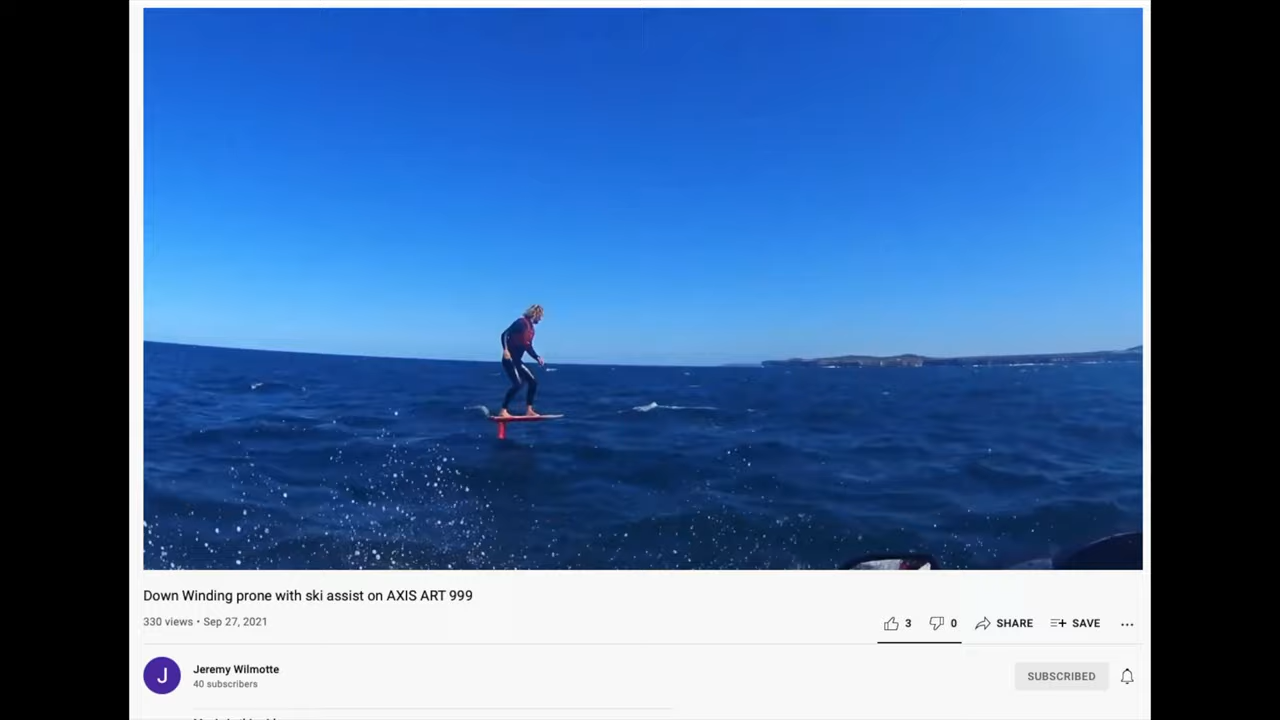 Down Winding prone with ski assist on AXIS ART 999
330 views • Sep 27, 2021
3 0 SHARE SAVE
J
Jeremy Wilmotte
40 subscribers
SUBSCRIBED